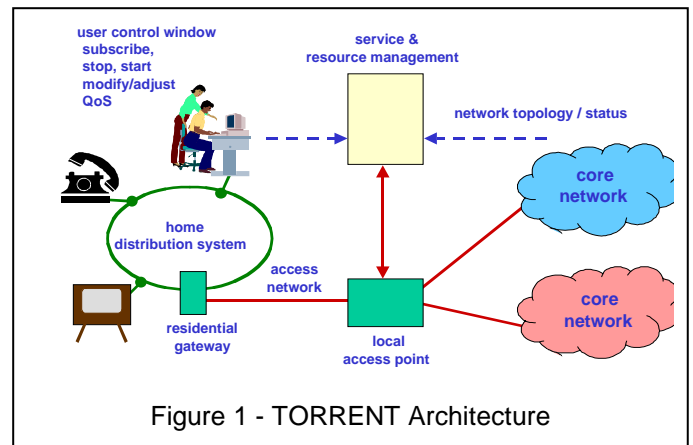 user control window
subscribe,
stop, start
modify/adjust
QoS
service &
resource management
network topology / status
core
network
home
distribution system
access
network
core
network
residential
gateway
local
access point
Figure 1 - TORRENT Architecture